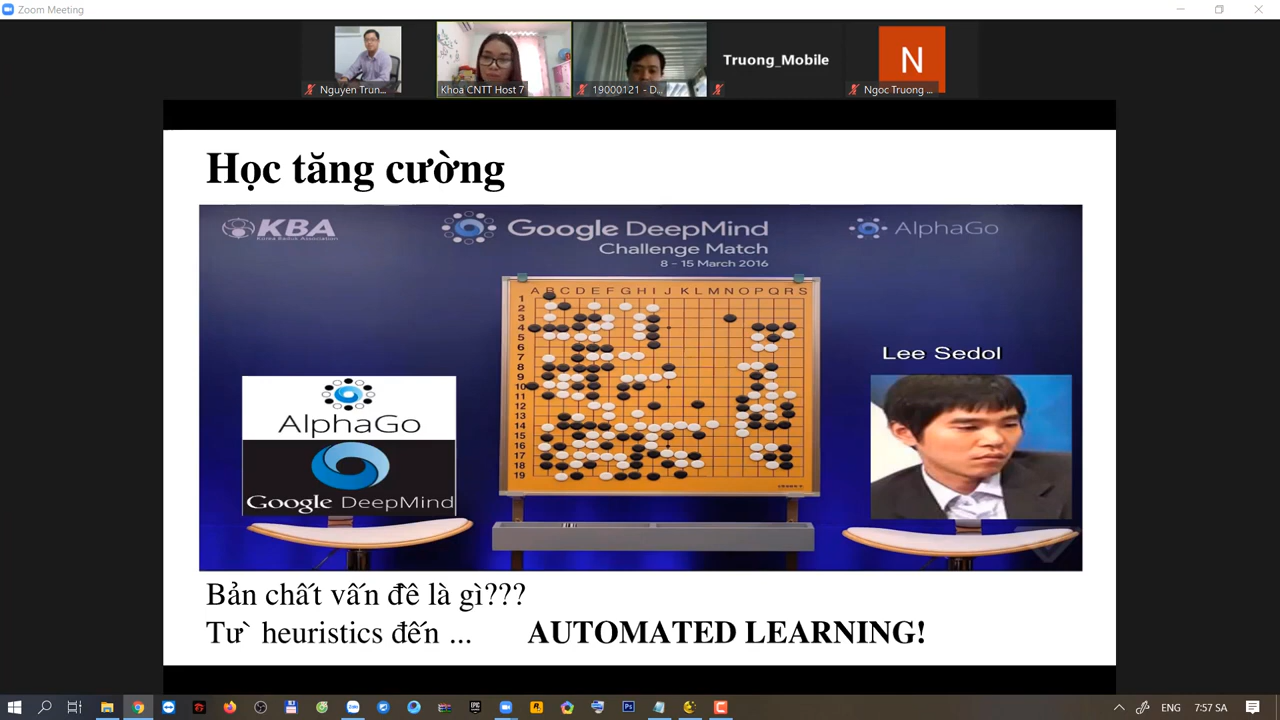 Zoom Meeting
Nguyen Trun...
Khoa CNTT Host 7
19000121 - D...
Truong_Mobile
N
Ngoc Truong ...
Học tăng cường
KBA
Korea Baduk Association
Google DeepMind
Challenge Match
8 - 15 March 2016
AlphaGo
A B C D E F G H I J K L M N O P Q R S
1
2
3
4
5
6
7
8
9
10
11
12
13
14
15
16
17
18
19
Lee Sedol
AlphaGo
Google DeepMind
Bản chất vấn đề là gì???
Từ heuristics đến ... AUTOMATED LEARNING!
7:57 SA